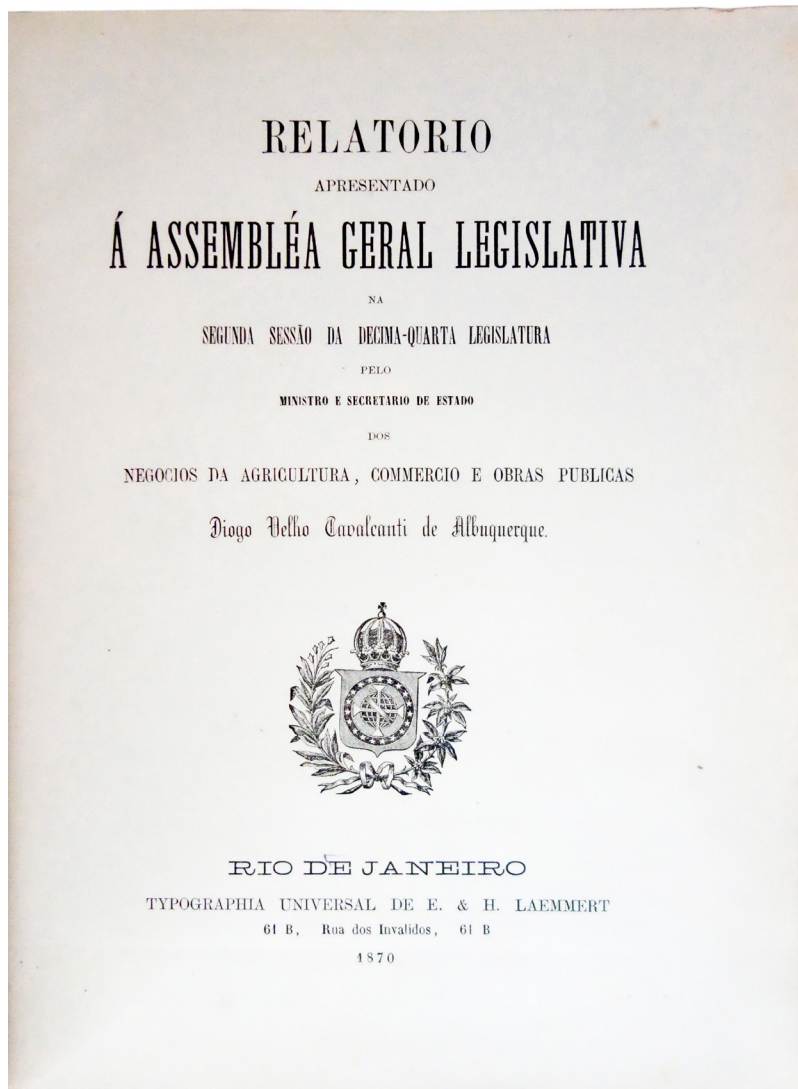 RELATORIO
APRESENTADO
Á ASSEMBLÉA GERAL LEGISLATIVA
NA
SEGUNDA SESSÃO DA DECIMA-QUARTA LEGISLATURA
PELO
MINISTRO E SECRETARIO DE ESTADO
DOS
NEGOCIOS DA AGRICULTURA, COMMERCIO E OBRAS PUBLICAS
Diogo Velho Cavalcanti de Albuquerque.
RIO DE JANEIRO
TYPOGRAPHIA UNIVERSAL DE E. & H. LAEMMERT
61 B, Rua dos Invalidos, 61 B
1870